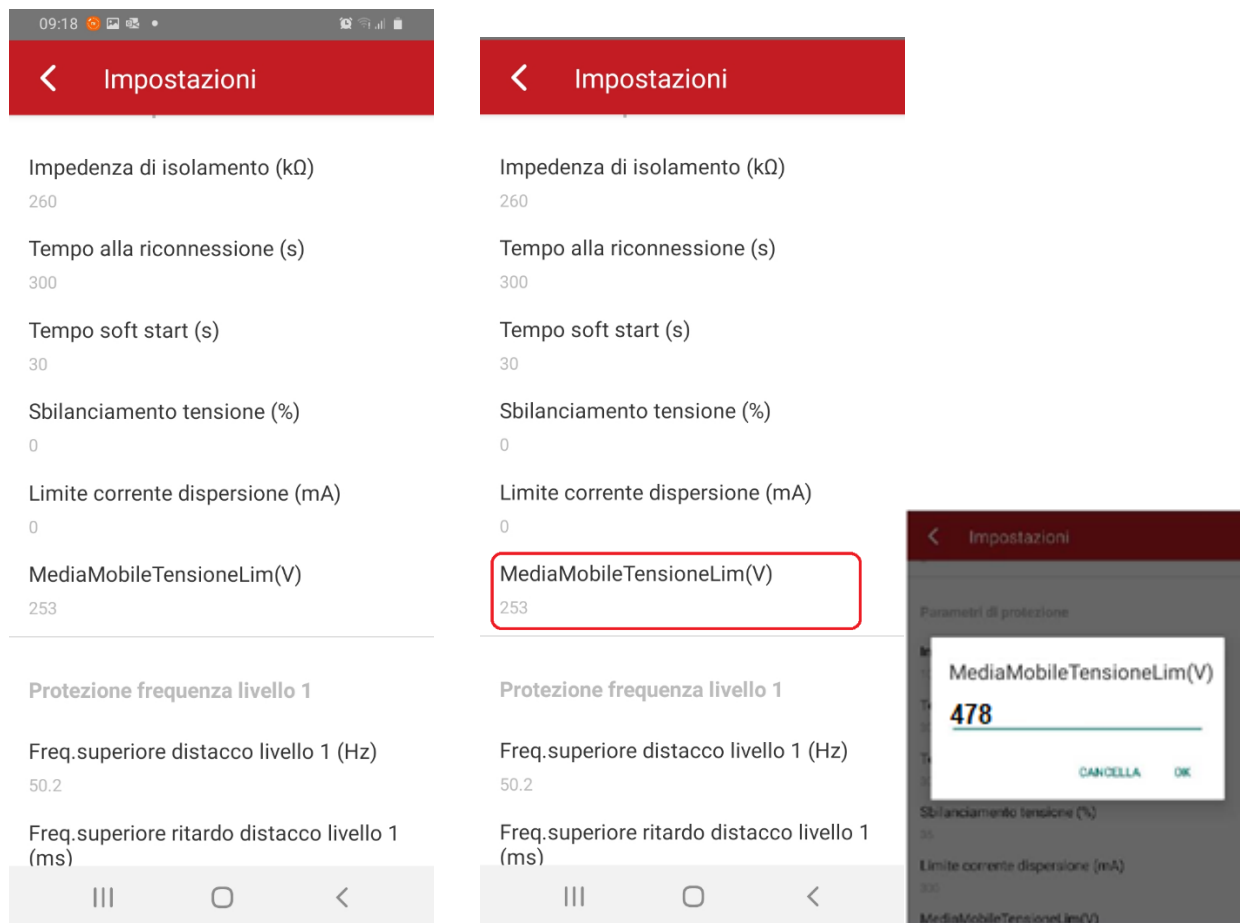 09:18
Impostazioni
Impedenza di isolamento (kΩ)
260
Tempo alla riconnessione (s)
300
Tempo soft start (s)
30
Sbilanciamento tensione (%)
0
Limite corrente dispersione (mA)
0
MediaMobileTensioneLim(V)
253
Protezione frequenza livello 1
Freq.superiore distacco livello 1 (Hz)
50.2
Freq.superiore ritardo distacco livello 1
(ms)
Impostazioni
Impedenza di isolamento (kΩ)
260
Tempo alla riconnessione (s)
300
Tempo soft start (s)
30
Sbilanciamento tensione (%)
0
Limite corrente dispersione (mA)
0
MediaMobileTensioneLim(V)
253
Protezione frequenza livello 1
Freq.superiore distacco livello 1 (Hz)
50.2
Freq.superiore ritardo distacco livello 1
(ms)
Impostazioni
Parametri di protezione
MediaMobileTensioneLim(V)
478
CANCELLA OK
Sbilanciamento tensione (%)
35
Limite corrente dispersione (mA)
300
MediaMobileTensioneLim(V)